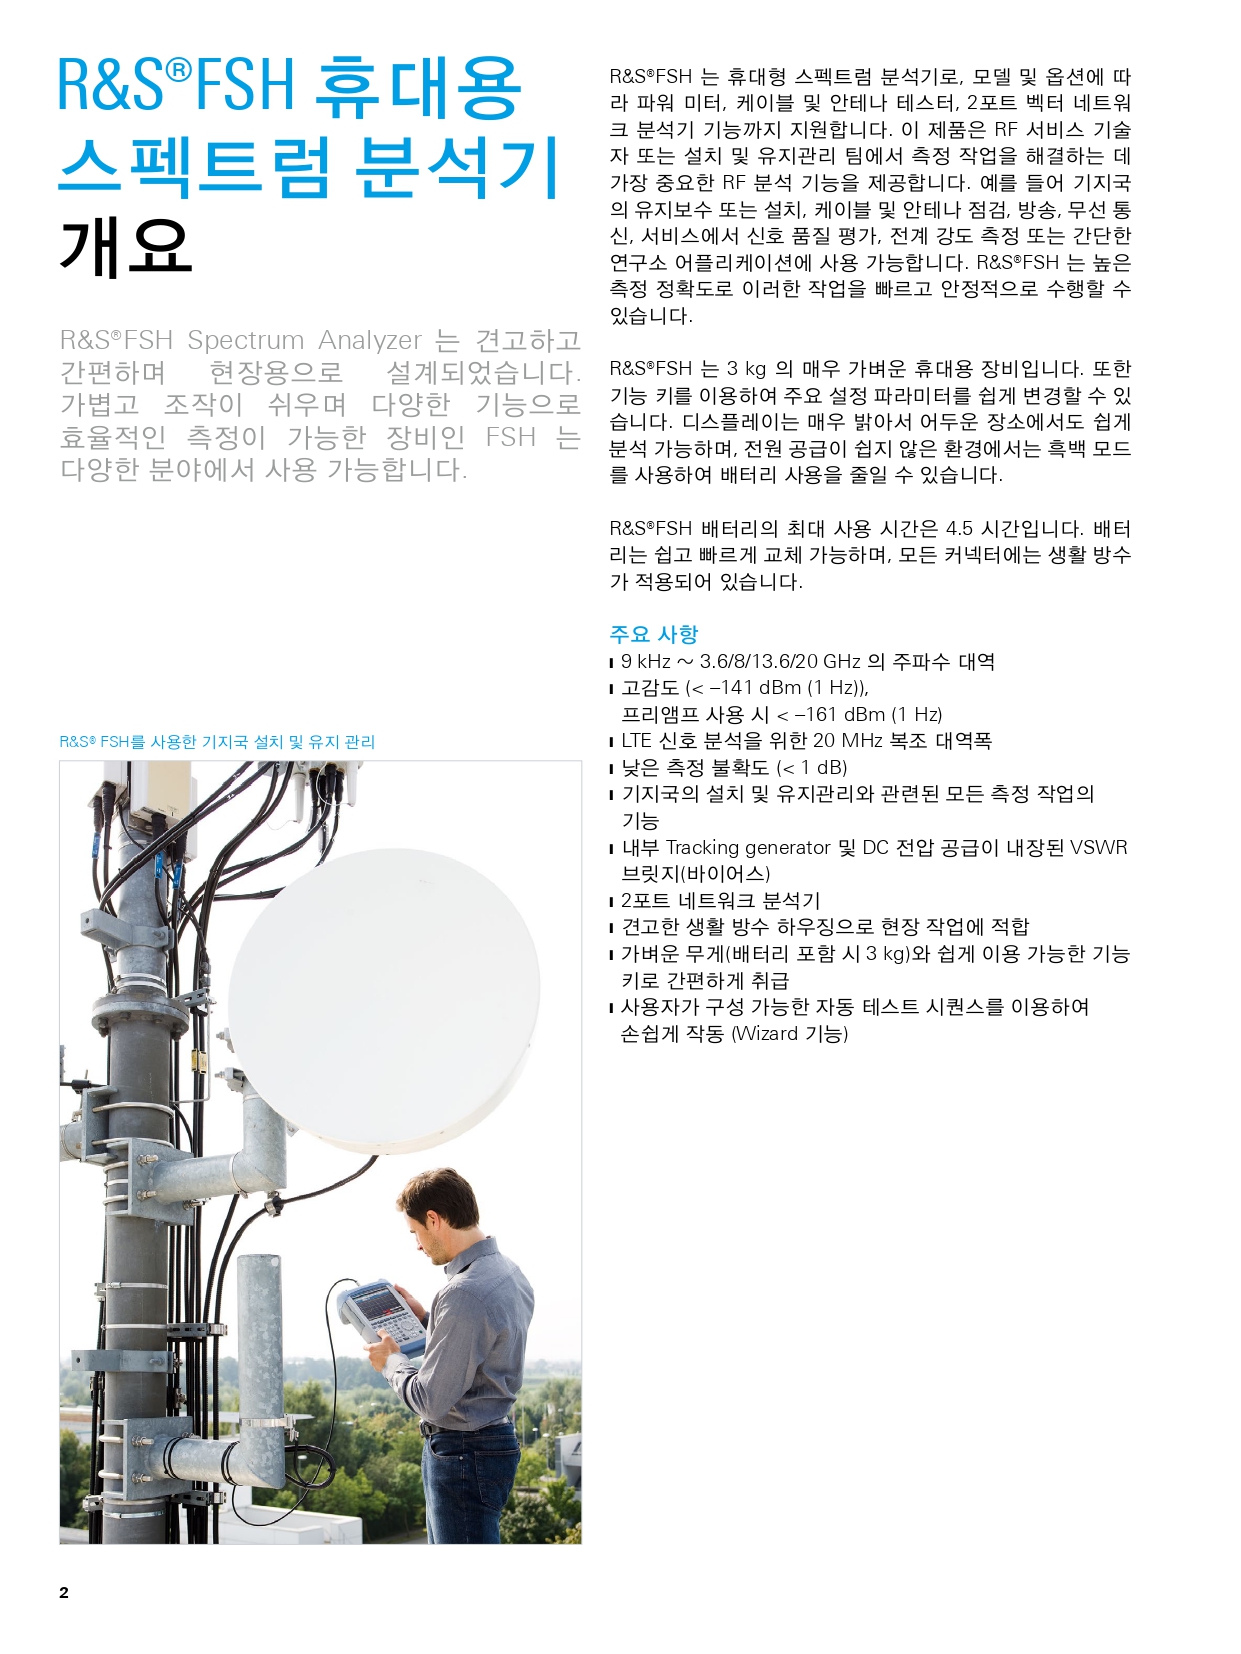 R&S®FSH 휴대용
스펙트럼 분석기
개요
R&S®FSH Spectrum Analyzer 는 견고하고
간편하며 현장용으로 설계되었습니다.
가볍고 조작이 쉬우며 다양한 기능으로
효율적인 측정이 가능한 장비인 FSH 는
다양한 분야에서 사용 가능합니다.
R&S® FSH를 사용한 기지국 설치 및 유지 관리
R&S®FSH 는 휴대형 스펙트럼 분석기로, 모델 및 옵션에 따
라 파워 미터, 케이블 및 안테나 테스터, 2포트 벡터 네트워
크 분석기 기능까지 지원합니다. 이 제품은 RF 서비스 기술
자 또는 설치 및 유지관리 팀에서 측정 작업을 해결하는 데
가장 중요한 RF 분석 기능을 제공합니다. 예를 들어 기지국
의 유지보수 또는 설치, 케이블 및 안테나 점검, 방송, 무선 통
신, 서비스에서 신호 품질 평가, 전계 강도 측정 또는 간단한
연구소 어플리케이션에 사용 가능합니다. R&S®FSH 는 높은
측정 정확도로 이러한 작업을 빠르고 안정적으로 수행할 수
있습니다.
R&S®FSH 는 3 kg 의 매우 가벼운 휴대용 장비입니다. 또한
기능 키를 이용하여 주요 설정 파라미터를 쉽게 변경할 수 있
습니다. 디스플레이는 매우 밝아서 어두운 장소에서도 쉽게
분석 가능하며, 전원 공급이 쉽지 않은 환경에서는 흑백 모드
를 사용하여 배터리 사용을 줄일 수 있습니다.
R&S®FSH 배터리의 최대 사용 시간은 4.5 시간입니다. 배터
리는 쉽고 빠르게 교체 가능하며, 모든 커넥터에는 생활 방수
가 적용되어 있습니다.
주요 사항
❙ 9 kHz ~ 3.6/8/13.6/20 GHz 의 주파수 대역
❙ 고감도 (< –141 dBm (1 Hz)),
프리앰프 사용 시 < –161 dBm (1 Hz)
❙ LTE 신호 분석을 위한 20 MHz 복조 대역폭
❙ 낮은 측정 불확도 (< 1 dB)
❙ 기지국의 설치 및 유지관리와 관련된 모든 측정 작업의
기능
❙ 내부 Tracking generator 및 DC 전압 공급이 내장된 VSWR
브릿지(바이어스)
❙ 2포트 네트워크 분석기
❙ 견고한 생활 방수 하우징으로 현장 작업에 적합
❙ 가벼운 무게(배터리 포함 시 3 kg)와 쉽게 이용 가능한 기능
키로 간편하게 취급
❙ 사용자가 구성 가능한 자동 테스트 시퀀스를 이용하여
손쉽게 작동 (Wizard 기능)
2